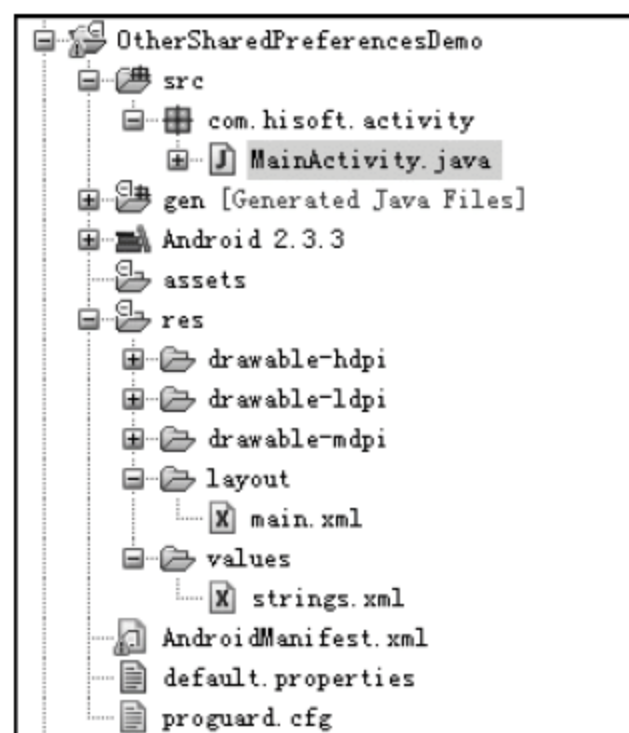 OtherSharedPreferencesDemo
src
com.hisoft.activity
MainActivity.java
gen [Generated Java Files]
Android 2.3.3
assets
res
drawable-hdpi
drawable-ldpi
drawable-mdpi
layout
main.xml
values
strings.xml
AndroidManifest.xml
default.properties
proguard.cfg